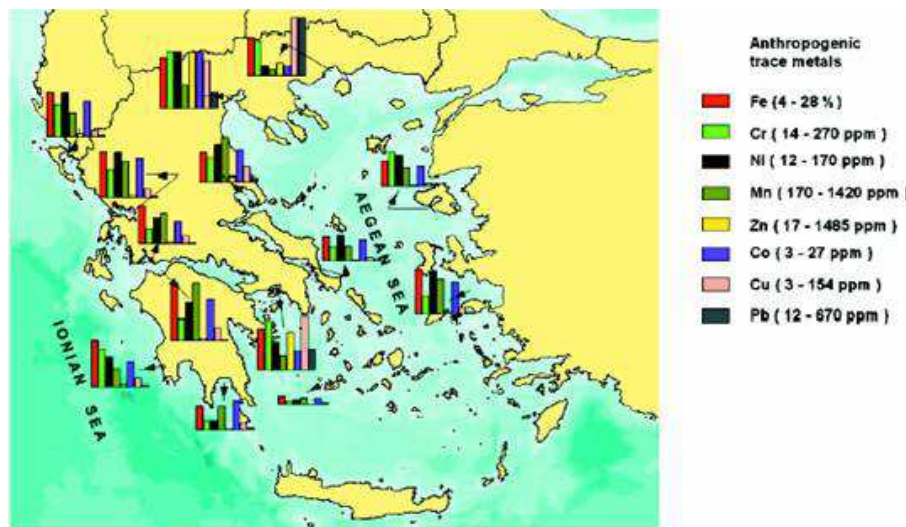 Anthropogenic
trace metals
Fe (4 - 28 %)
Cr ( 14 - 270 ppm )
Ni ( 12 - 170 ppm )
Mn ( 170 - 1420 ppm )
Zn ( 17 - 1485 ppm )
Co ( 3 - 27 ppm )
Cu ( 3 - 154 ppm )
Pb ( 12 - 670 ppm )
AEGEAN SEA
IONIAN SEA